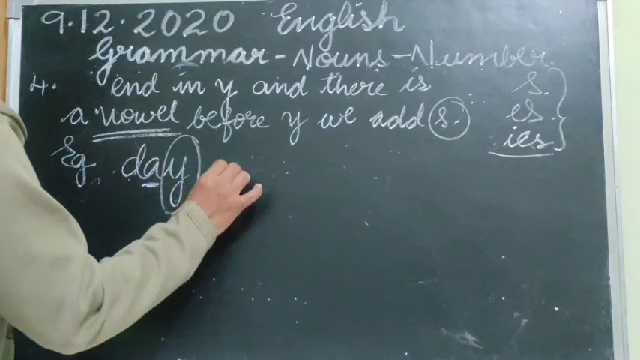 9.12.2020 English
Grammar - Nouns - Number
4. end in y and there is
a vowel before y we add s.
s
es
ies
Eg. day